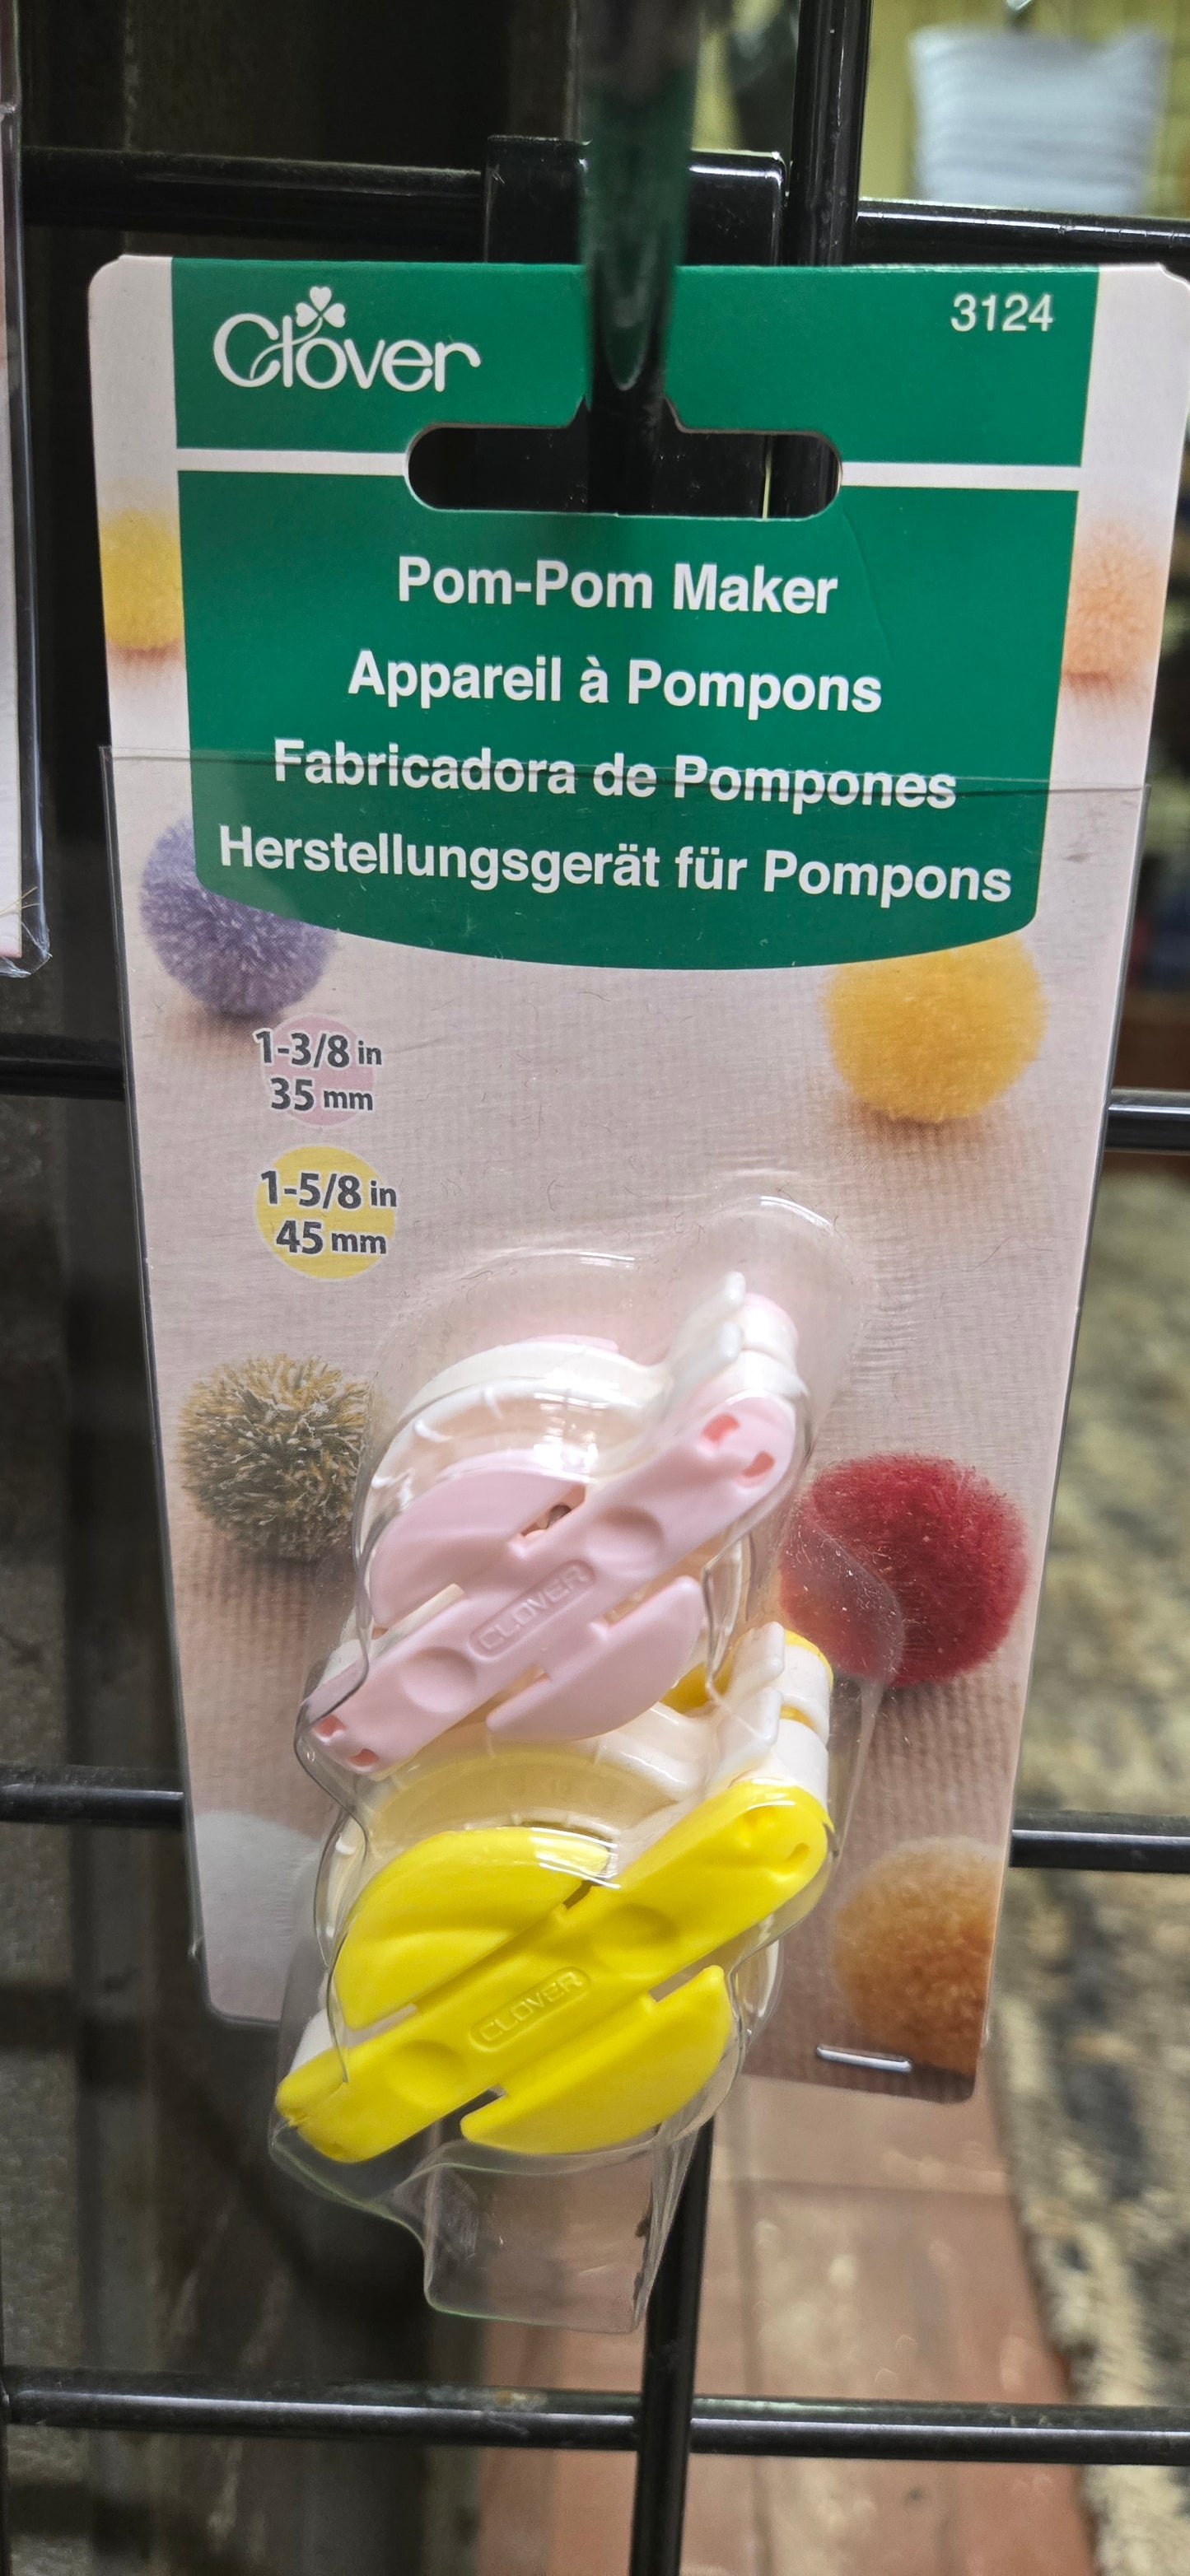 Clover
3124
Pom-Pom Maker
Appareil à Pompons
Fabricadora de Pompones
Herstellungsgerät für Pompons
1-3/8 in
35 mm
1-5/8 in
45 mm
CLOVER
CLOVER